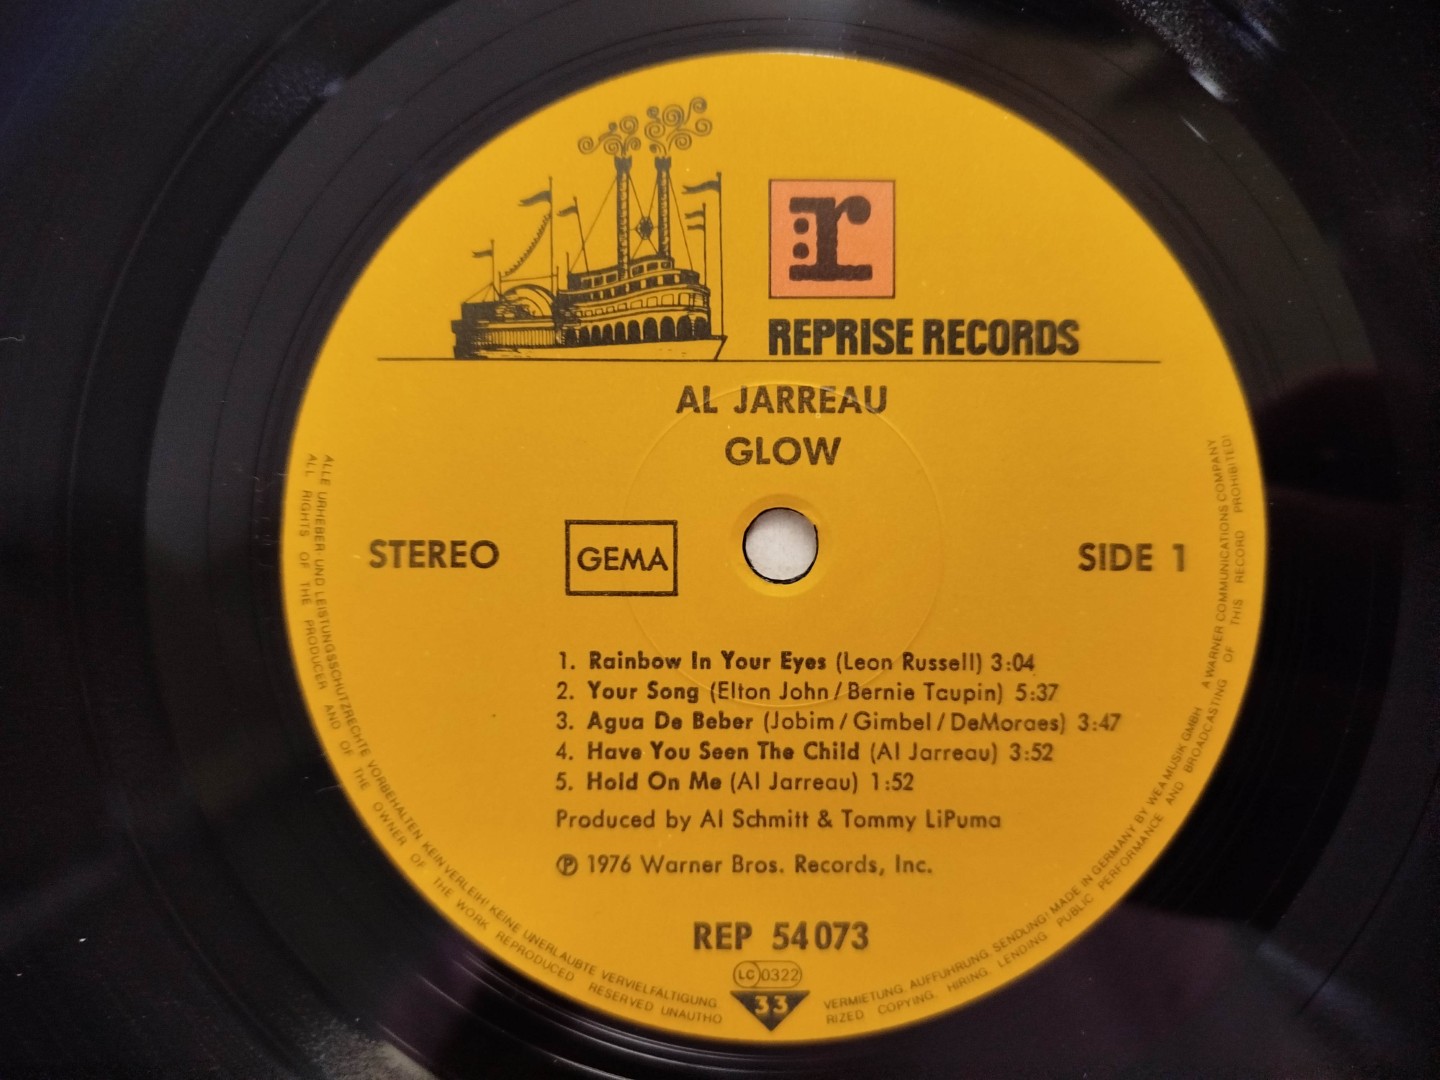 r
REPRISE RECORDS
AL JARREAU
GLOW
STEREO
GEMA
SIDE 1
1. Rainbow In Your Eyes (Leon Russell) 3:04
2. Your Song (Elton John/Bernie Taupin) 5:37
3. Agua De Beber (Jobim/Gimbel/DeMoraes) 3:47
4. Have You Seen The Child (Al Jarreau) 3:52
5. Hold On Me (Al Jarreau) 1:52
Produced by Al Schmitt & Tommy LiPuma
℗ 1976 Warner Bros. Records, Inc.
REP 54 073
LC 0322
33
ALLE URHEBER UND LEISTUNGSSCHUTZRECHTE VORBEHALTEN KEIN VERLEIH! KEINE UNERLAUBTE VERVIELFÄLTIGUNG VERMIETUNG, AUFFÜHRUNG, SENDUNG! MADE IN GERMANY BY WEA MUSIK GMBH A WARNER COMMUNICATIONS COMPANY
ALL RIGHTS OF THE PRODUCER AND OF THE OWNER OF THE WORK REPRODUCED RESERVED UNAUTHORIZED COPYING, HIRING, LENDING PUBLIC PERFORMANCE AND BROADCASTING OF THIS RECORD PROHIBITED!